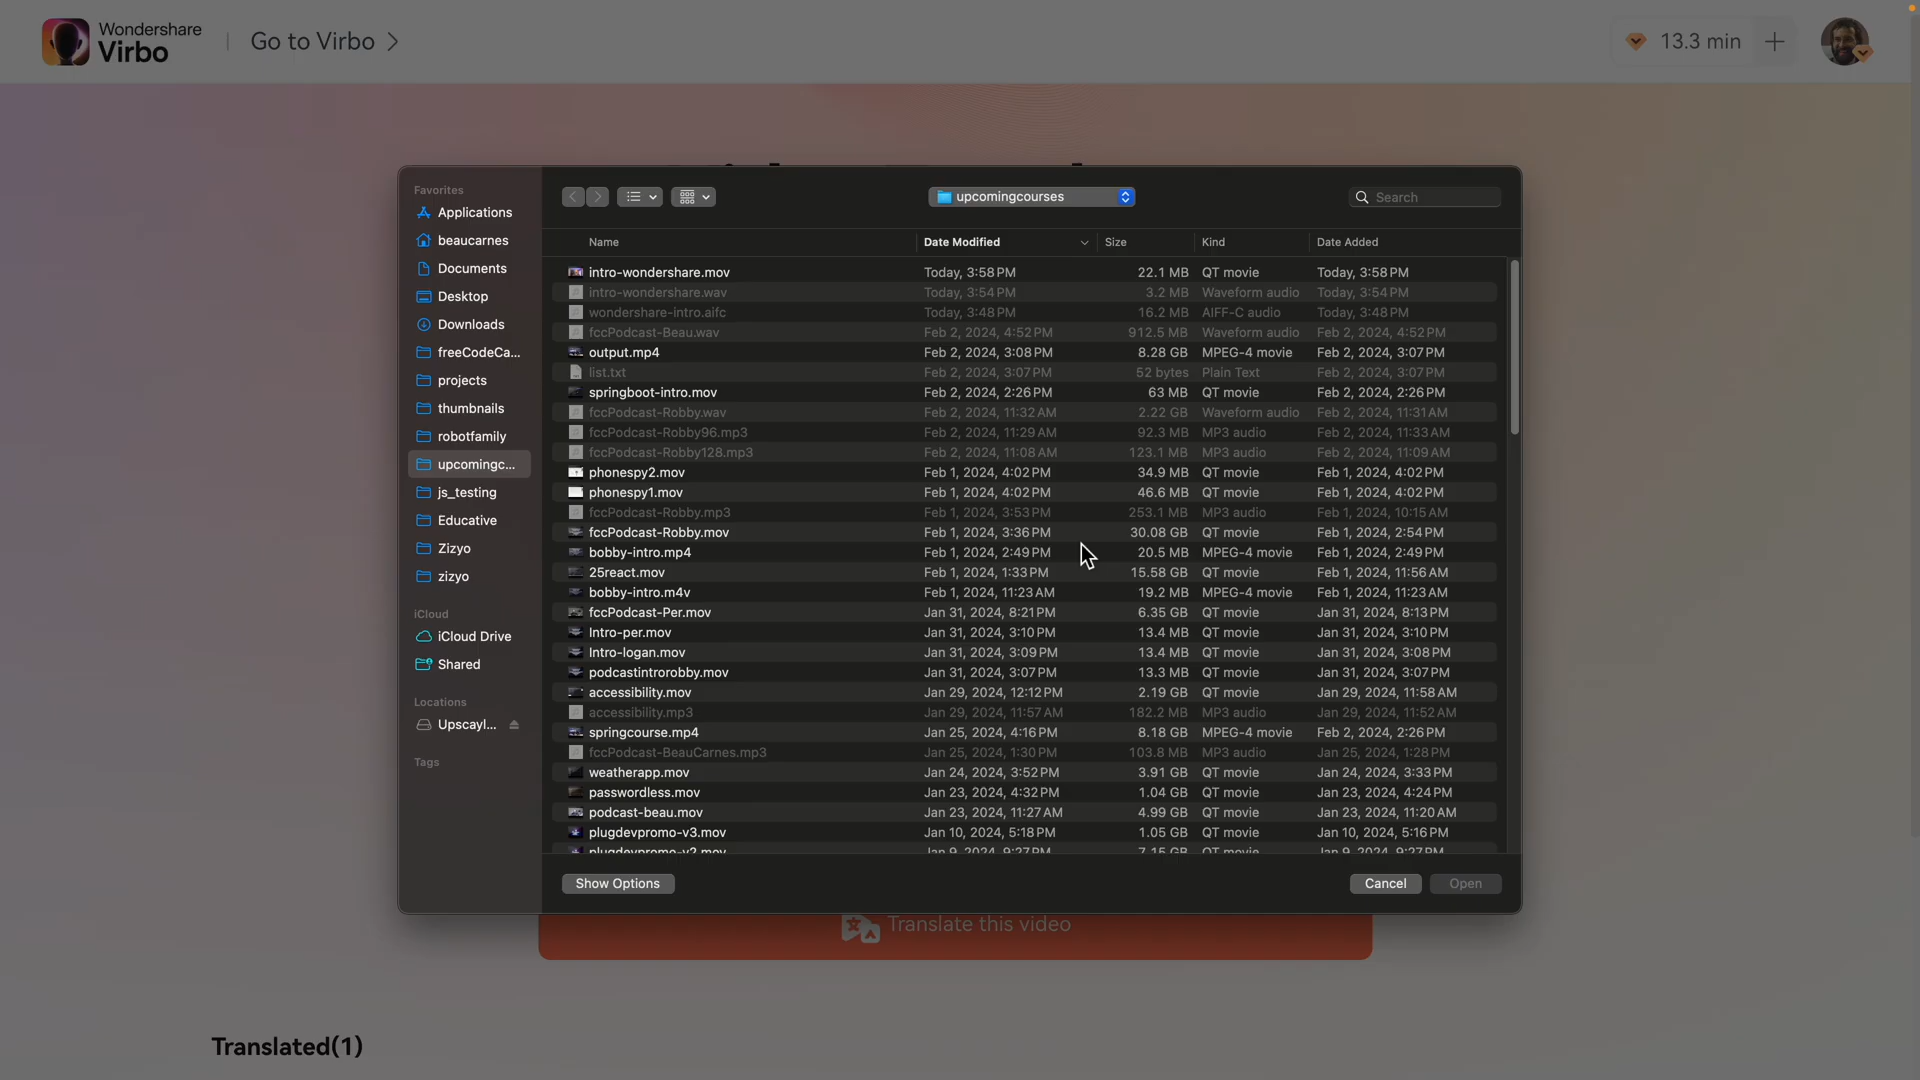 Wondershare
Virbo
Go to Virbo
13.3 min
Favorites
Applications
beaucarnes
Documents
Desktop
Downloads
freeCodeCa...
projects
thumbnails
robotfamily
upcomingc...
js_testing
Educative
Zizyo
zizyo
iCloud
iCloud Drive
Shared
Locations
Upscayl...
Tags
upcomingcourses
Search
Name Date Modified Size Kind Date Added
intro-wondershare.mov Today, 3:58 PM 22.1 MB QT movie Today, 3:58 PM
intro-wondershare.wav Today, 3:54 PM 3.2 MB Waveform audio Today, 3:54 PM
wondershare-intro.aifc Today, 3:48 PM 16.2 MB AIFF-C audio Today, 3:48 PM
fccPodcast-Beau.wav Feb 2, 2024, 4:52 PM 912.5 MB Waveform audio Feb 2, 2024, 4:52 PM
output.mp4 Feb 2, 2024, 3:08 PM 8.28 GB MPEG-4 movie Feb 2, 2024, 3:07 PM
list.txt Feb 2, 2024, 3:07 PM 52 bytes Plain Text Feb 2, 2024, 3:07 PM
springboot-intro.mov Feb 2, 2024, 2:26 PM 63 MB QT movie Feb 2, 2024, 2:26 PM
fccPodcast-Robby.wav Feb 2, 2024, 11:32 AM 2.22 GB Waveform audio Feb 2, 2024, 11:31 AM
fccPodcast-Robby96.mp3 Feb 2, 2024, 11:29 AM 92.3 MB MP3 audio Feb 2, 2024, 11:33 AM
fccPodcast-Robby128.mp3 Feb 2, 2024, 11:08 AM 123.1 MB MP3 audio Feb 2, 2024, 11:09 AM
phonespy2.mov Feb 1, 2024, 4:02 PM 34.9 MB QT movie Feb 1, 2024, 4:02 PM
phonespy1.mov Feb 1, 2024, 4:02 PM 46.6 MB QT movie Feb 1, 2024, 4:02 PM
fccPodcast-Robby.mp3 Feb 1, 2024, 3:53 PM 253.1 MB MP3 audio Feb 1, 2024, 10:15 AM
fccPodcast-Robby.mov Feb 1, 2024, 3:36 PM 30.08 GB QT movie Feb 1, 2024, 2:54 PM
bobby-intro.mp4 Feb 1, 2024, 2:49 PM 20.5 MB MPEG-4 movie Feb 1, 2024, 2:49 PM
25react.mov Feb 1, 2024, 1:33 PM 15.58 GB QT movie Feb 1, 2024, 11:56 AM
bobby-intro.m4v Feb 1, 2024, 11:23 AM 19.2 MB MPEG-4 movie Feb 1, 2024, 11:23 AM
fccPodcast-Per.mov Jan 31, 2024, 8:21 PM 6.35 GB QT movie Jan 31, 2024, 8:13 PM
Intro-per.mov Jan 31, 2024, 3:10 PM 13.4 MB QT movie Jan 31, 2024, 3:10 PM
Intro-logan.mov Jan 31, 2024, 3:09 PM 13.4 MB QT movie Jan 31, 2024, 3:08 PM
podcastintrorobby.mov Jan 31, 2024, 3:07 PM 13.3 MB QT movie Jan 31, 2024, 3:07 PM
accessibility.mov Jan 29, 2024, 12:12 PM 2.19 GB QT movie Jan 29, 2024, 11:58 AM
accessibility.mp3 Jan 29, 2024, 11:57 AM 182.2 MB MP3 audio Jan 29, 2024, 11:52 AM
springcourse.mp4 Jan 25, 2024, 4:16 PM 8.18 GB MPEG-4 movie Feb 2, 2024, 2:26 PM
fccPodcast-BeauCarnes.mp3 Jan 25, 2024, 1:30 PM 103.8 MB MP3 audio Jan 25, 2024, 1:28 PM
weatherapp.mov Jan 24, 2024, 3:52 PM 3.91 GB QT movie Jan 24, 2024, 3:33 PM
passwordless.mov Jan 23, 2024, 4:32 PM 1.04 GB QT movie Jan 23, 2024, 4:24 PM
podcast-beau.mov Jan 23, 2024, 11:27 AM 4.99 GB QT movie Jan 23, 2024, 11:20 AM
plugdevpromo-v3.mov Jan 10, 2024, 5:18 PM 1.05 GB QT movie Jan 10, 2024, 5:16 PM
plugdevpromo-v2.mov Jan 9, 2024, 9:27 PM 7.15 GB QT movie Jan 9, 2024, 9:27 PM
Show Options
Cancel
Open
Translate this video
Translated(1)